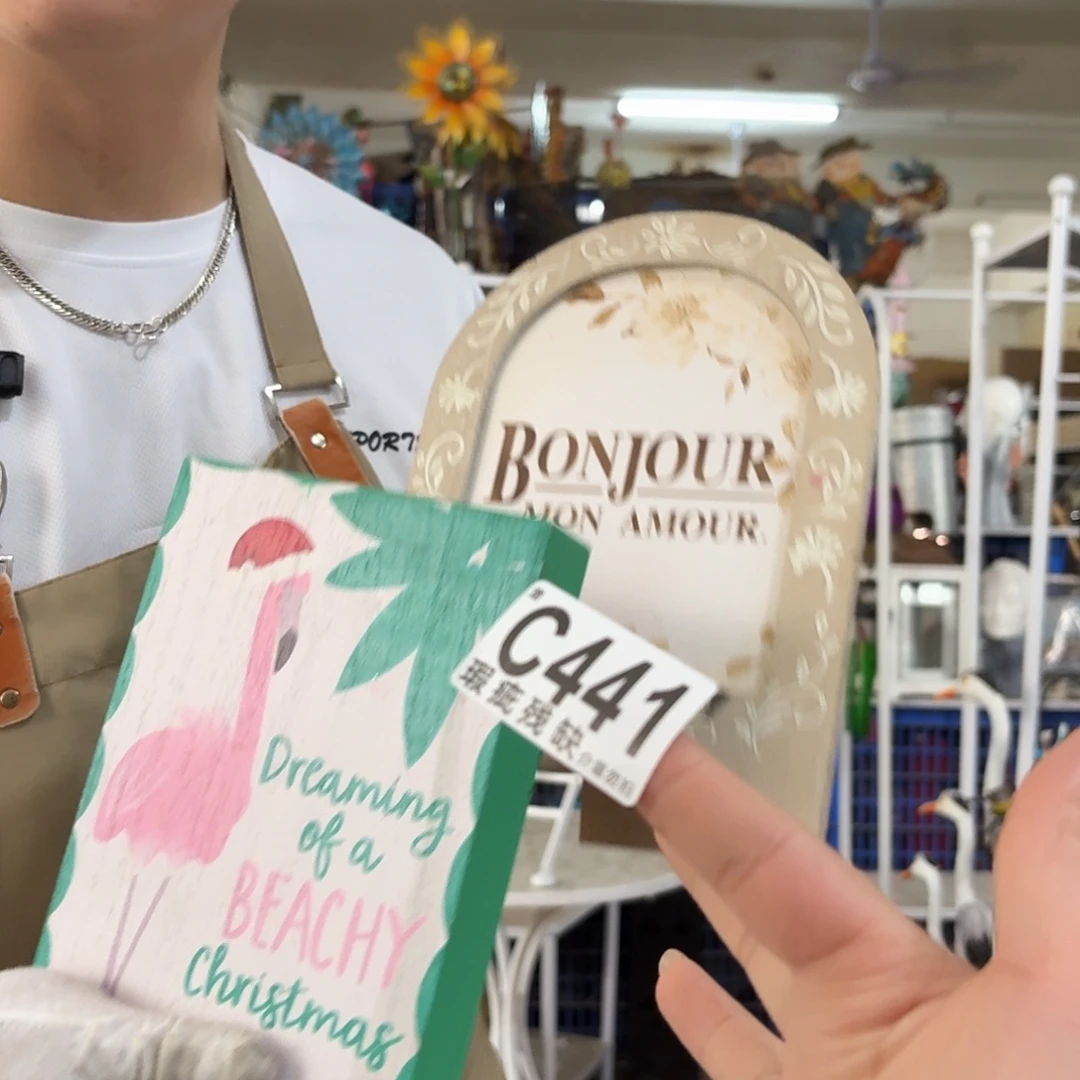 BONJOUR
MON AMOUR.
C441
瑕疵残缺
Dreaming
of a
BEACHY
Christmas